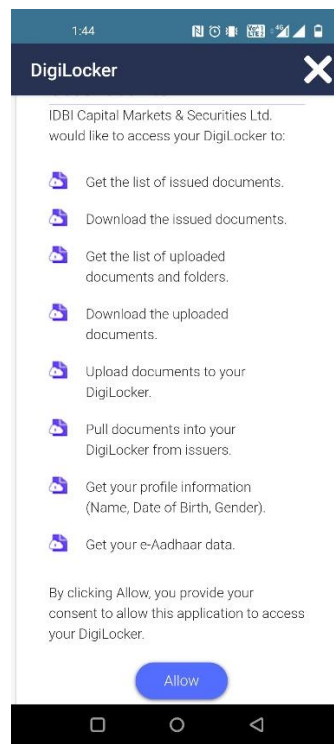 1:44
DigiLocker
IDBI Capital Markets & Securities Ltd.
would like to access your DigiLocker to:
Get the list of issued documents.
Download the issued documents.
Get the list of uploaded
documents and folders.
Download the uploaded
documents.
Upload documents to your
DigiLocker.
Pull documents into your
DigiLocker from issuers.
Get your profile information
(Name, Date of Birth, Gender).
Get your e-Aadhaar data.
By clicking Allow, you provide your
consent to allow this application to access
your DigiLocker.
Allow